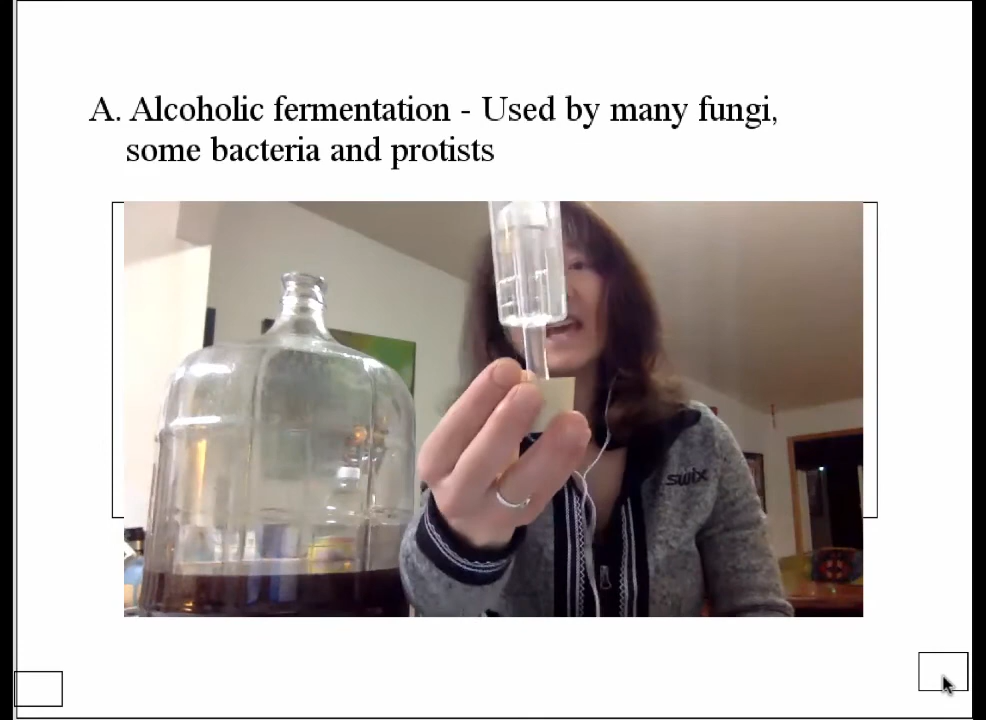 A. Alcoholic fermentation - Used by many fungi,
some bacteria and protists
swix